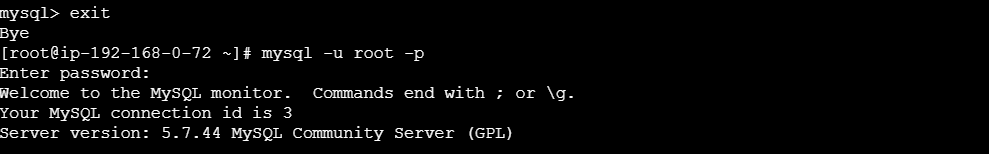 mysql> exit
Bye
[root@ip-192-168-0-72 ~]# mysql -u root -p
Enter password:
Welcome to the MySQL monitor.  Commands end with ; or \g.
Your MySQL connection id is 3
Server version: 5.7.44 MySQL Community Server (GPL)